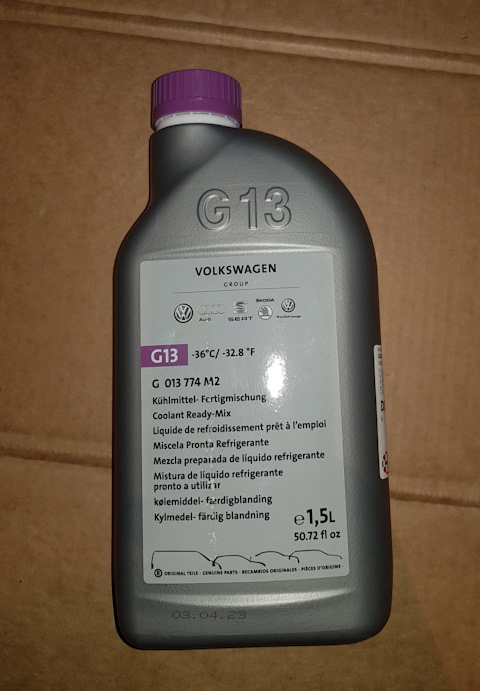 G 13
VOLKSWAGEN
GROUP
Audi
SEAT
ŠKODA
Nutzfahrzeuge
G13 -36°C/ -32.8 °F
G 013 774 M2
Kühlmittel- Fertigmischung
Coolant Ready-Mix
Liquide de refroidissement prêt à l'emploi
Miscela Pronta Refrigerante
Mezcla preparada de líquido refrigerante
Mistura de líquido refrigerante
pronto a utilizar
kølemiddel- færdigblanding
Kylmedel- färdig blandning
e 1,5L
50.72 fl oz
® ORIGINAL TEILE - GENUINE PARTS - RECAMBIOS ORIGINALES - PIÈCES D'ORIGINE
03.04.23